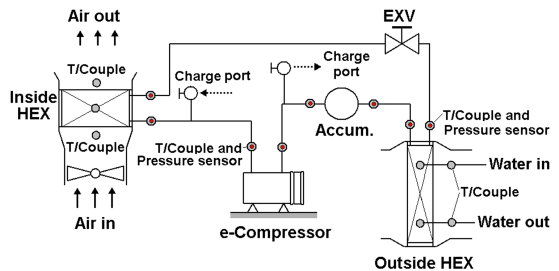 Air out
EXV
T/Couple
Charge port
Charge
port
Inside
HEX
T/Couple
T/Couple and
Pressure sensor
Accum.
T/Couple and
Pressure sensor
Air in
e-Compressor
Water in
T/Couple
Water out
Outside HEX